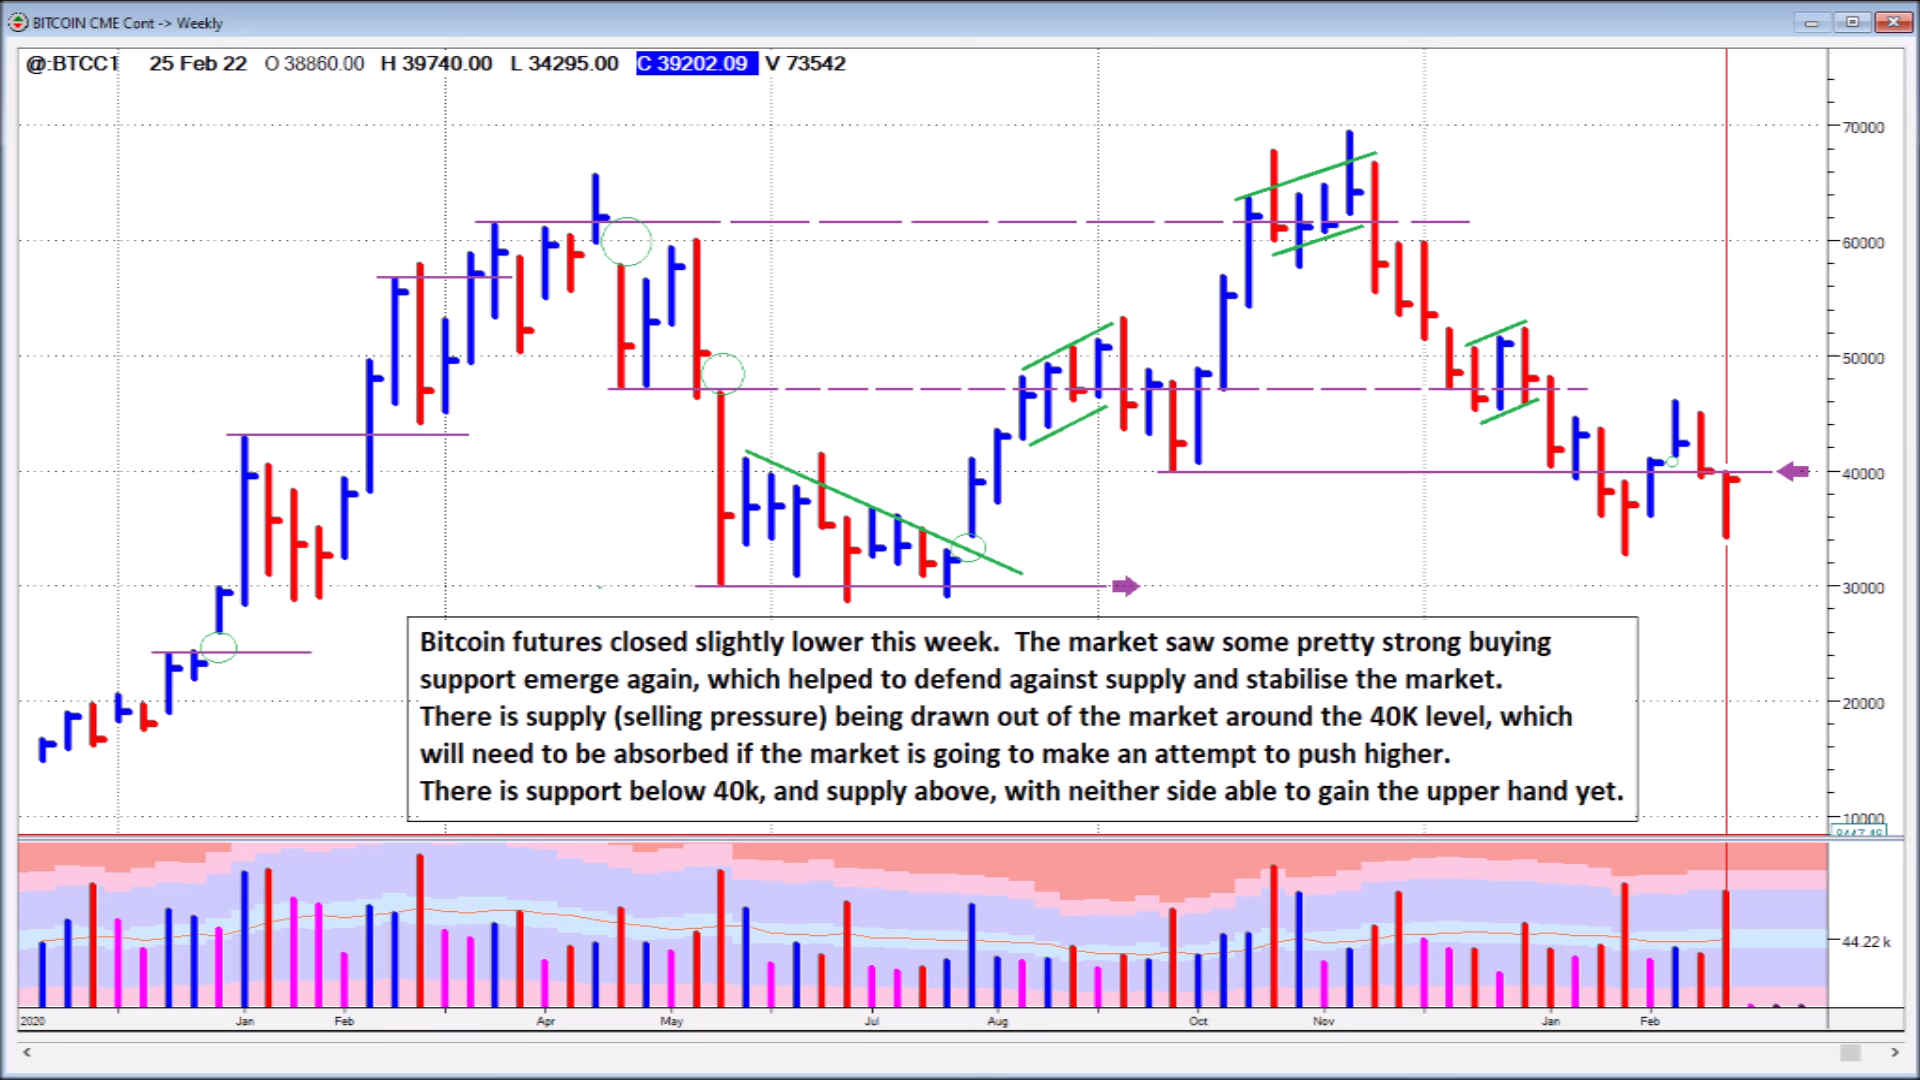 BITCOIN CME Cont -> Weekly
@:BTCC1 25 Feb 22 O 38860.00 H 39740.00 L 34295.00 C 39202.09 V 73542
70000
60000
50000
40000
30000
Bitcoin futures closed slightly lower this week. The market saw some pretty strong buying
support emerge again, which helped to defend against supply and stabilise the market.
There is supply (selling pressure) being drawn out of the market around the 40K level, which
will need to be absorbed if the market is going to make an attempt to push higher.
There is support below 40k, and supply above, with neither side able to gain the upper hand yet.
20000
10000
44.22 k
2020 Jan Feb Apr May Jul Aug Oct Nov Jan Feb